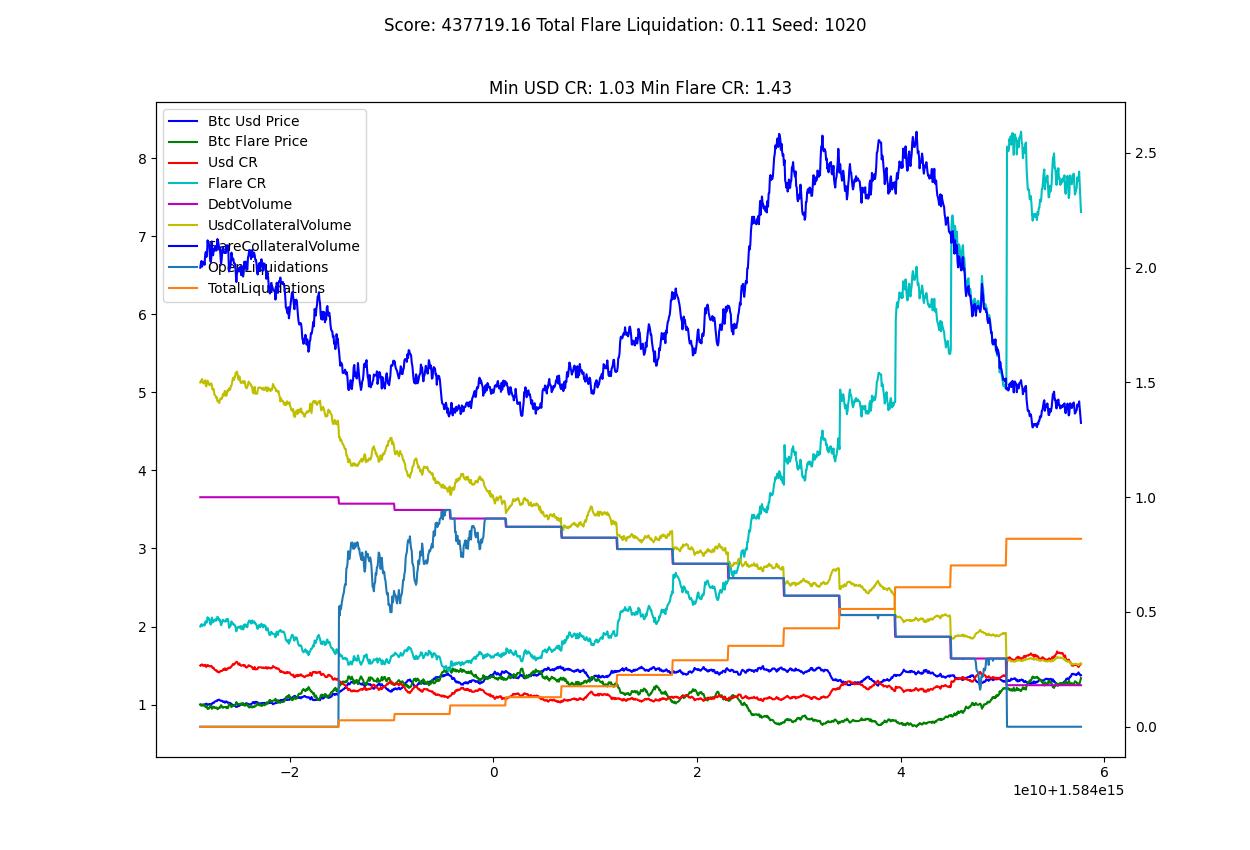 Score: 437719.16 Total Flare Liquidation: 0.11 Seed: 1020
Min USD CR: 1.03 Min Flare CR: 1.43
Btc Usd Price
Btc Flare Price
Usd CR
Flare CR
DebtVolume
UsdCollateralVolume
FlareCollateralVolume
OpenLiquidations
TotalLiquidations
8
7
6
5
4
3
2
1
2.5
2.0
1.5
1.0
0.5
0.0
−2
0
2
4
6
1e10+1.584e15